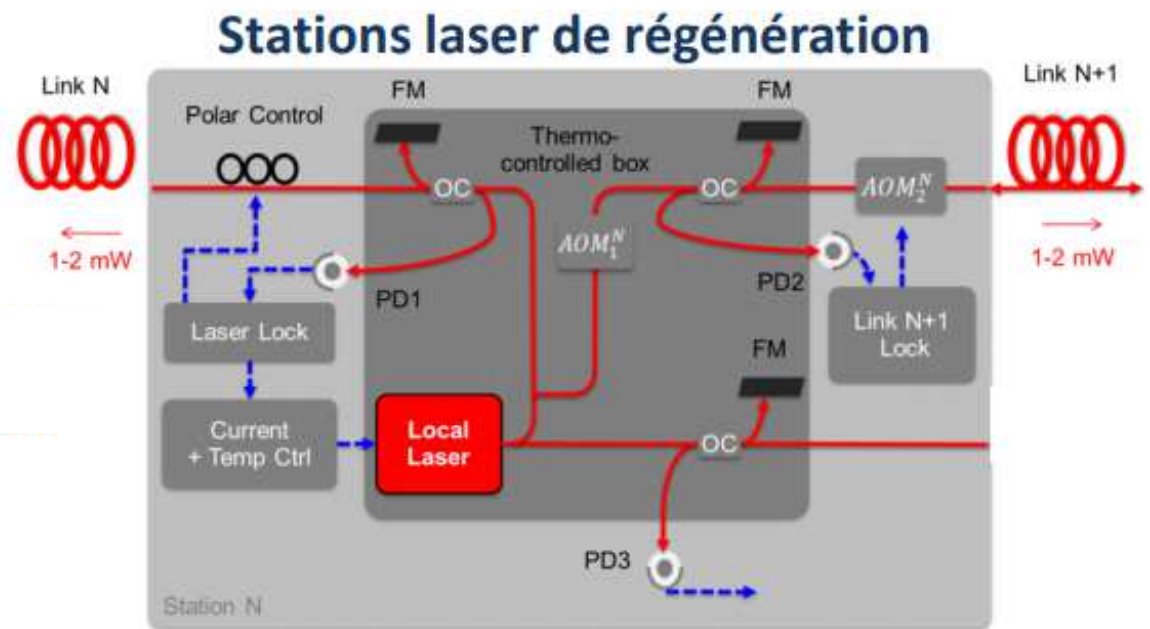 Stations laser de régénération
Link N
Link N+1
FM
FM
Polar Control
Thermo-
controlled box
OC
OC
AOM₂ᴺ
AOM₁ᴺ
1-2 mW
1-2 mW
PD1
PD2
Laser Lock
Link N+1
Lock
FM
Current
+ Temp Ctrl
Local
Laser
OC
PD3
Station N